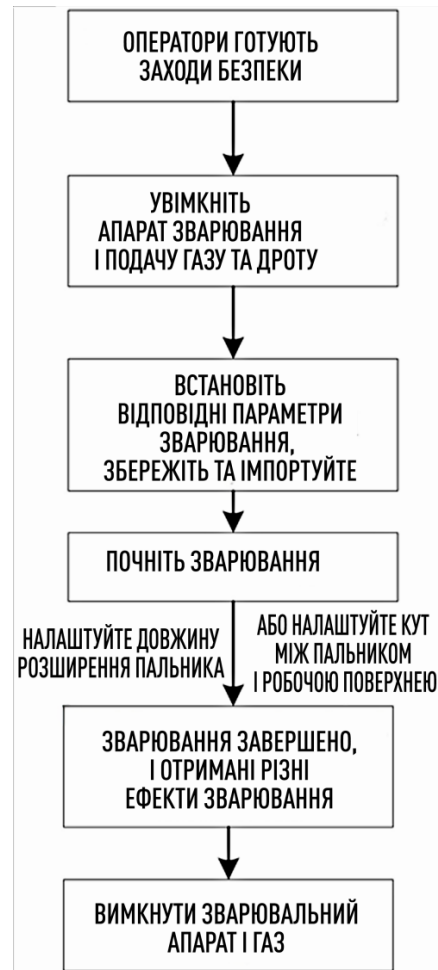 ОПЕРАТОРИ ГОТУЮТЬ
ЗАХОДИ БЕЗПЕКИ
УВІМКНІТЬ
АПАРАТ ЗВАРЮВАННЯ
І ПОДАЧУ ГАЗУ ТА ДРОТУ
ВСТАНОВІТЬ
ВІДПОВІДНІ ПАРАМЕТРИ
ЗВАРЮВАННЯ,
ЗБЕРЕЖІТЬ ТА ІМПОРТУЙТЕ
ПОЧНІТЬ ЗВАРЮВАННЯ
НАЛАШТУЙТЕ ДОВЖИНУ
РОЗШИРЕННЯ ПАЛЬНИКА
АБО НАЛАШТУЙТЕ КУТ
МІЖ ПАЛЬНИКОМ
І РОБОЧОЮ ПОВЕРХНЕЮ
ЗВАРЮВАННЯ ЗАВЕРШЕНО,
І ОТРИМАНІ РІЗНІ
ЕФЕКТИ ЗВАРЮВАННЯ
ВИМКНУТИ ЗВАРЮВАЛЬНИЙ
АПАРАТ І ГАЗ